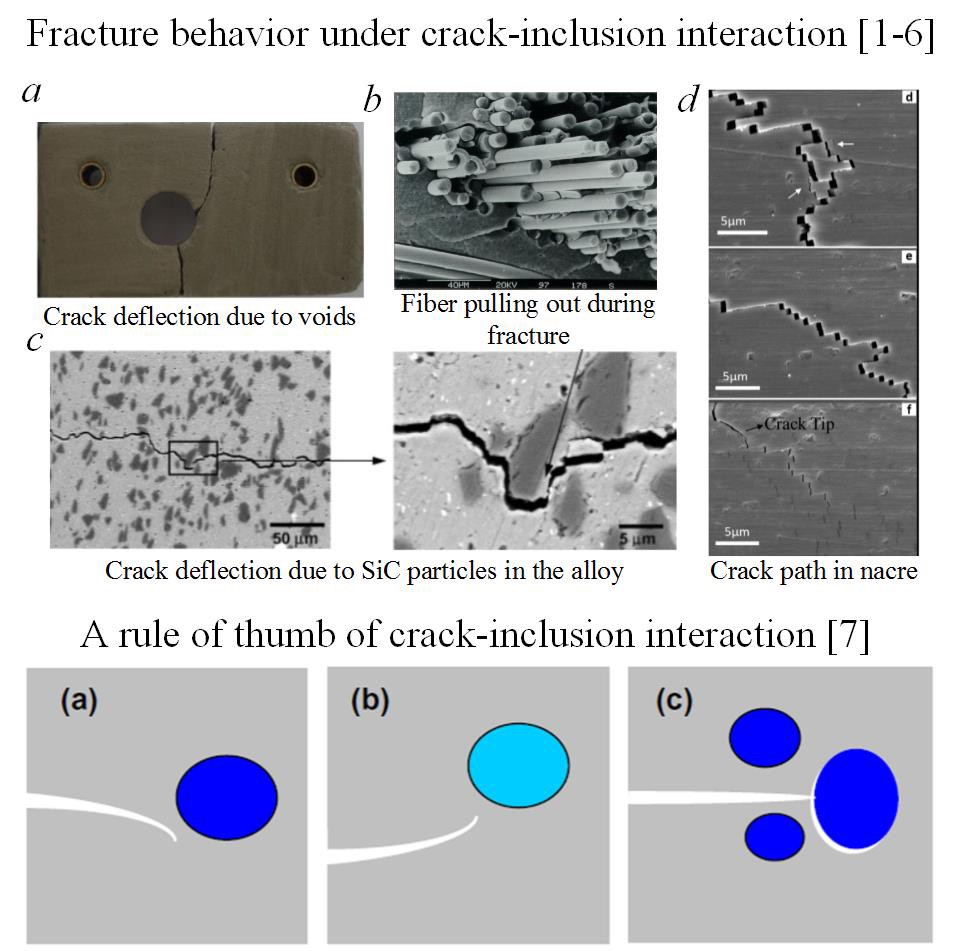 Fracture behavior under crack-inclusion interaction [1-6]
a
b
d
40µM 20KV 97 178 S
Crack deflection due to voids
Fiber pulling out during
fracture
c
50 µm
5 µm
Crack deflection due to SiC particles in the alloy
d
5µm
e
5µm
f
Crack Tip
5µm
Crack path in nacre
A rule of thumb of crack-inclusion interaction [7]
(a)
(b)
(c)